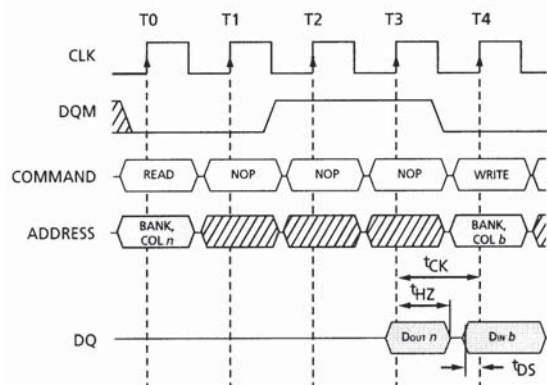 T0 T1 T2 T3 T4
CLK
DQM
COMMAND READ NOP NOP NOP WRITE
ADDRESS BANK, COL n BANK, COL b
tCK
tHZ
DQ DOUT n DIN b
tDS